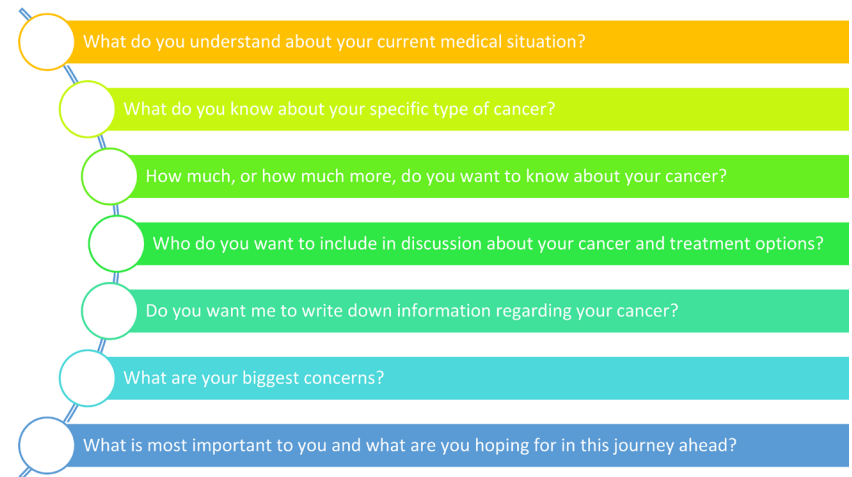 What do you understand about your current medical situation?
What do you know about your specific type of cancer?
How much, or how much more, do you want to know about your cancer?
Who do you want to include in discussion about your cancer and treatment options?
Do you want me to write down information regarding your cancer?
What are your biggest concerns?
What is most important to you and what are you hoping for in this journey ahead?